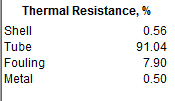 Thermal Resistance, %
Shell 0.56
Tube 91.04
Fouling 7.90
Metal 0.50